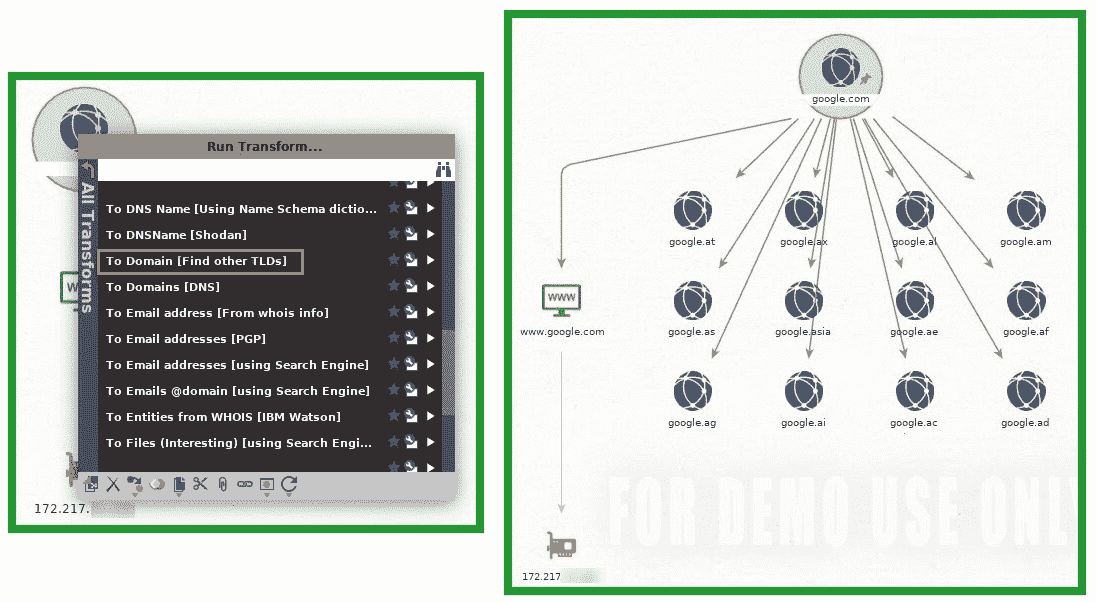 Run Transform...
All Transforms
To DNS Name [Using Name Schema dictio...
To DNSName [Shodan]
To Domain [Find other TLDs]
To Domains [DNS]
To Email address [From whois info]
To Email addresses [PGP]
To Email addresses [using Search Engine]
To Emails @domain [using Search Engine]
To Entities from WHOIS [IBM Watson]
To Files (Interesting) [using Search Engi...
W
172.217.
google.com
google.at
google.ax
google.al
google.am
WWW
www.google.com
google.as
google.asia
google.ae
google.af
google.ag
google.ai
google.ac
google.ad
FOR DEMO USE ONLY
172.217